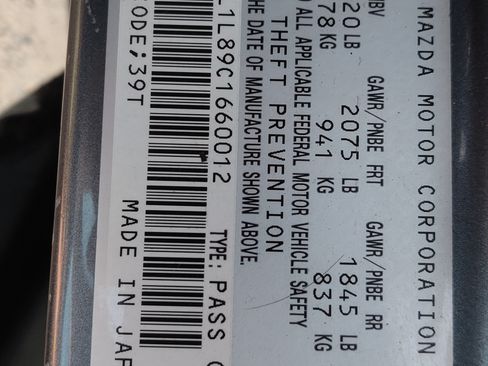 MAZDA MOTOR CORPORATION
GAWR/PNBE FRT GAWR/PNBE RR
20 LB 2075 LB 1845 LB
78 KG 941 KG 837 KG
ALL APPLICABLE FEDERAL MOTOR VEHICLE SAFETY
THEFT PREVENTION
THE DATE OF MANUFACTURE SHOWN ABOVE.
L1L89C1660012 TYPE: PASS
ODE:39T MADE IN JAP